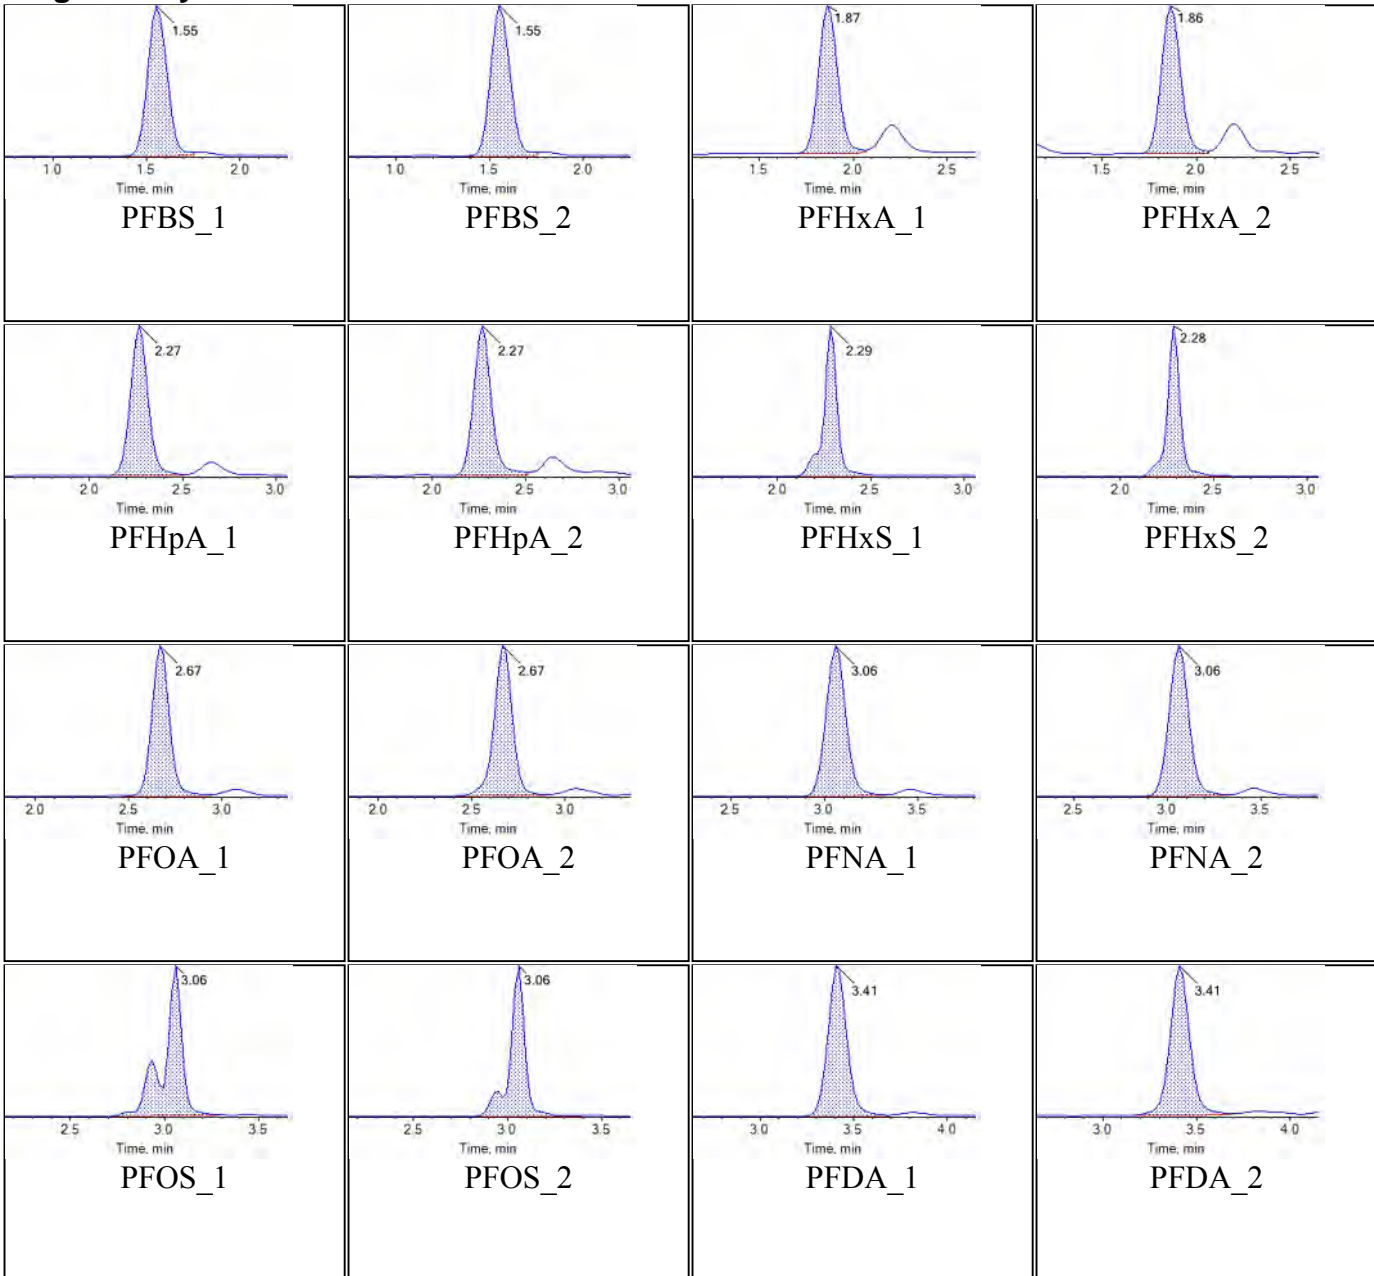 1.55
1.0 1.5 2.0
Time, min
PFBS_1
1.55
1.0 1.5 2.0
Time, min
PFBS_2
1.87
1.5 2.0 2.5
Time, min
PFHxA_1
1.86
1.5 2.0 2.5
Time, min
PFHxA_2
2.27
2.0 2.5 3.0
Time, min
PFHpA_1
2.27
2.0 2.5 3.0
Time, min
PFHpA_2
2.29
2.0 2.5 3.0
Time, min
PFHxS_1
2.28
2.0 2.5 3.0
Time, min
PFHxS_2
2.67
2.0 2.5 3.0
Time, min
PFOA_1
2.67
2.0 2.5 3.0
Time, min
PFOA_2
3.06
2.5 3.0 3.5
Time, min
PFNA_1
3.06
2.5 3.0 3.5
Time, min
PFNA_2
3.06
2.5 3.0 3.5
Time, min
PFOS_1
3.06
2.5 3.0 3.5
Time, min
PFOS_2
3.41
3.0 3.5 4.0
Time, min
PFDA_1
3.41
3.0 3.5 4.0
Time, min
PFDA_2